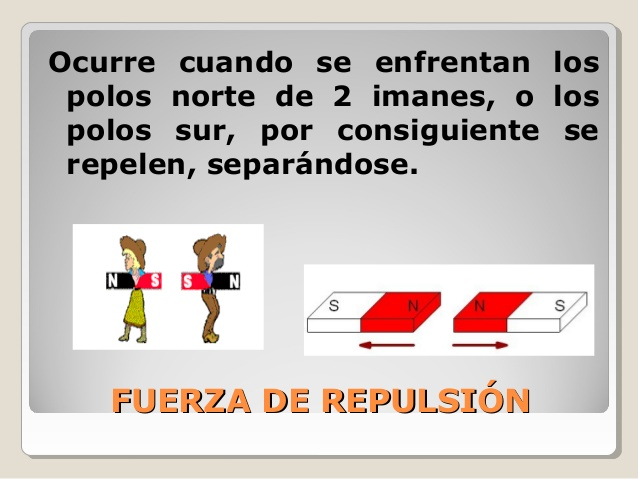 Ocurre cuando se enfrentan los
polos norte de 2 imanes, o los
polos sur, por consiguiente se
repelen, separándose.
N S S N
S N N S
FUERZA DE REPULSIÓN